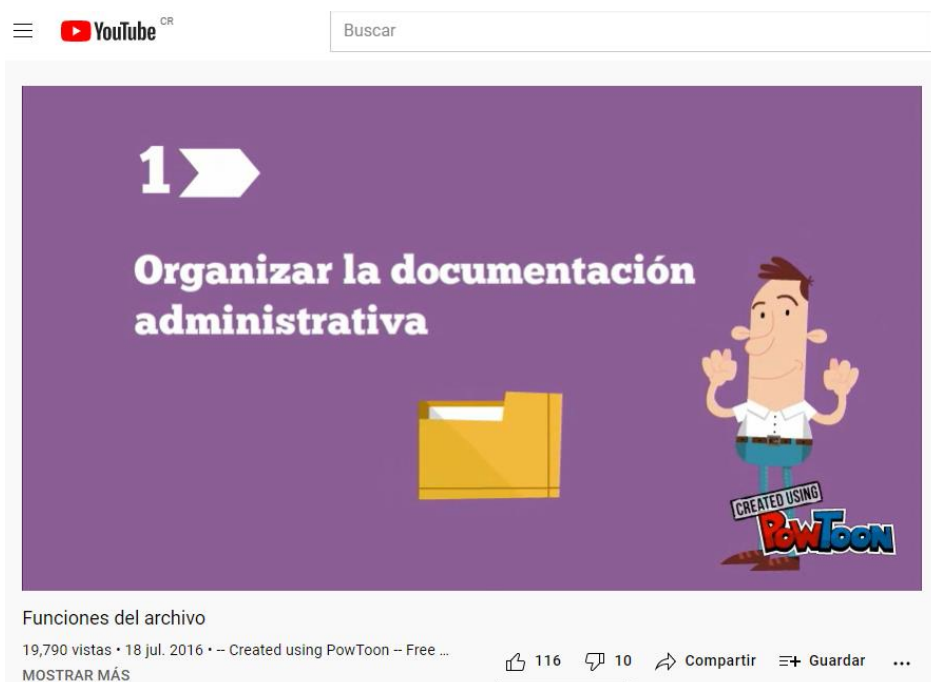 YouTube CR
Buscar
1
Organizar la documentación
administrativa
CREATED USING
POWTOON
Funciones del archivo
19,790 vistas • 18 jul. 2016 • -- Created using PowToon -- Free ...
116 10 Compartir Guardar ...
MOSTRAR MÁS